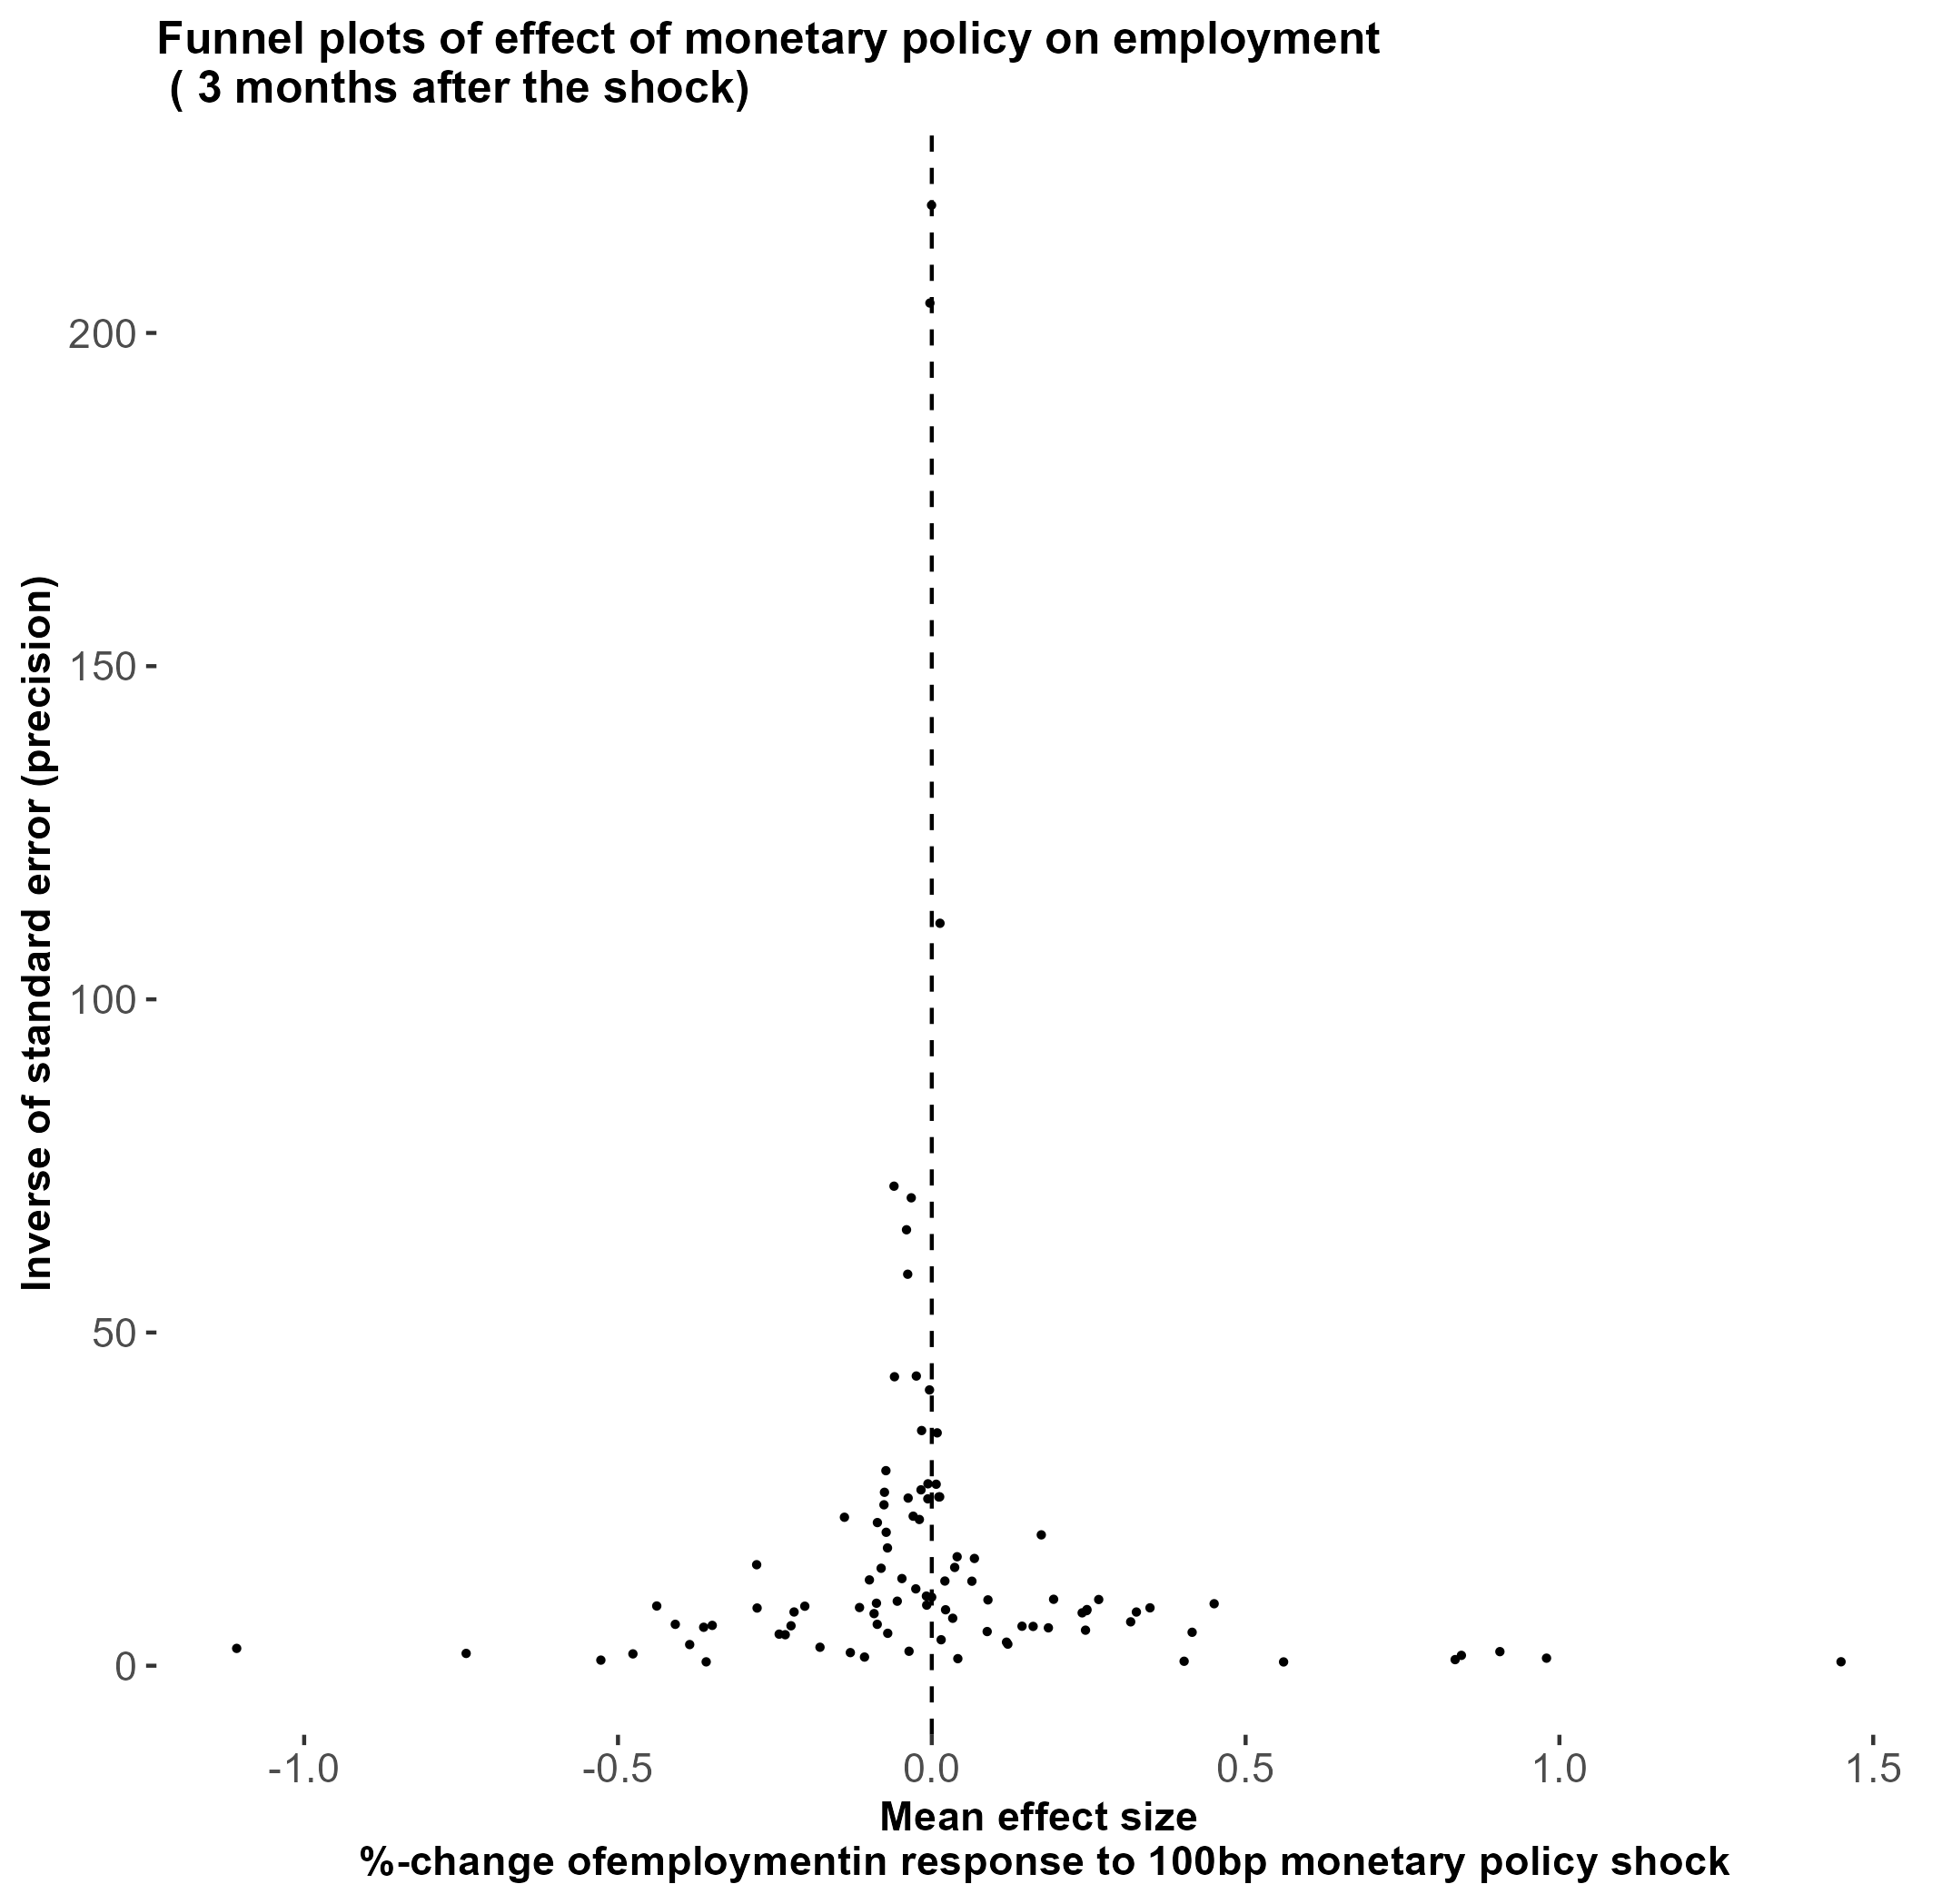 Funnel plots of effect of monetary policy on employment
( 3 months after the shock)
Inverse of standard error (precision)
200
150
100
50
0
-1.0
-0.5
0.0
0.5
1.0
1.5
Mean effect size
%-change ofemploymentin response to 100bp monetary policy shock